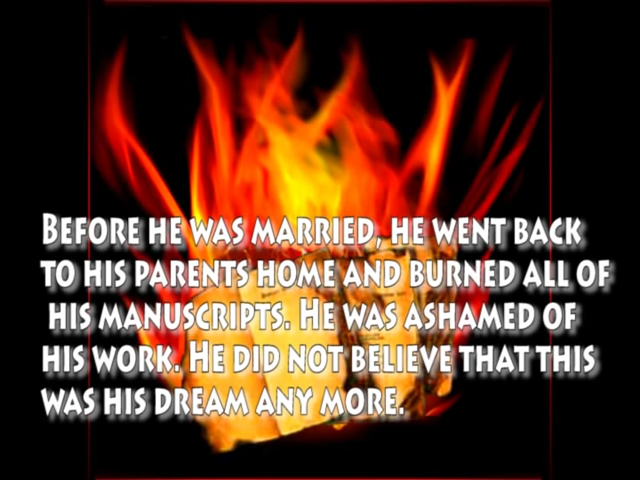 Before he was married, he went back
to his parents home and burned all of
his manuscripts. He was ashamed of
his work. He did not believe that this
was his dream any more.